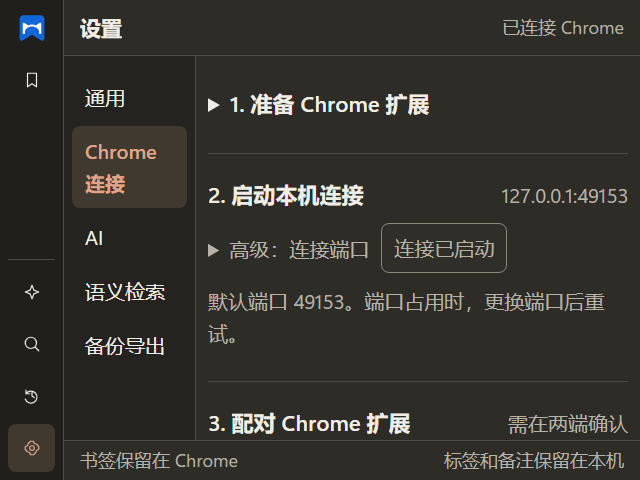 设置
已连接 Chrome
通用
Chrome
连接
AI
语义检索
备份导出
1. 准备 Chrome 扩展
2. 启动本机连接
127.0.0.1:49153
高级：连接端口
连接已启动
默认端口 49153。端口占用时，更换端口后重
试。
3. 配对 Chrome 扩展
需在两端确认
书签保留在 Chrome
标签和备注保留在本机